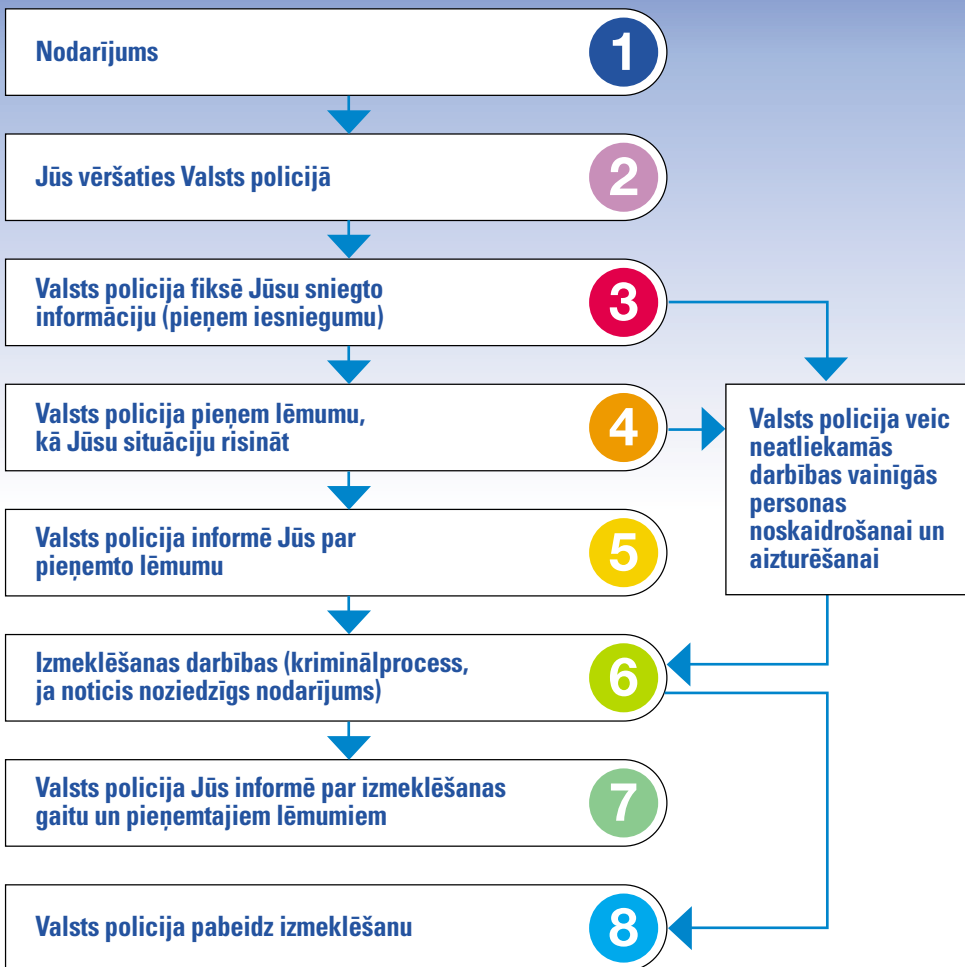 Nodarījums
1
Jūs vēršaties Valsts policijā
2
Valsts policija fiksē Jūsu sniegto
informāciju (pieņem iesniegumu)
3
Valsts policija pieņem lēmumu,
kā Jūsu situāciju risināt
4
Valsts policija veic
neatliekamās
darbības vainīgās
personas
noskaidrošanai un
aizturēšanai
Valsts policija informē Jūs par
pieņemto lēmumu
5
Izmeklēšanas darbības (kriminālprocess,
ja noticis noziedzīgs nodarījums)
6
Valsts policija Jūs informē par izmeklēšanas
gaitu un pieņemtajiem lēmumiem
7
Valsts policija pabeidz izmeklēšanu
8